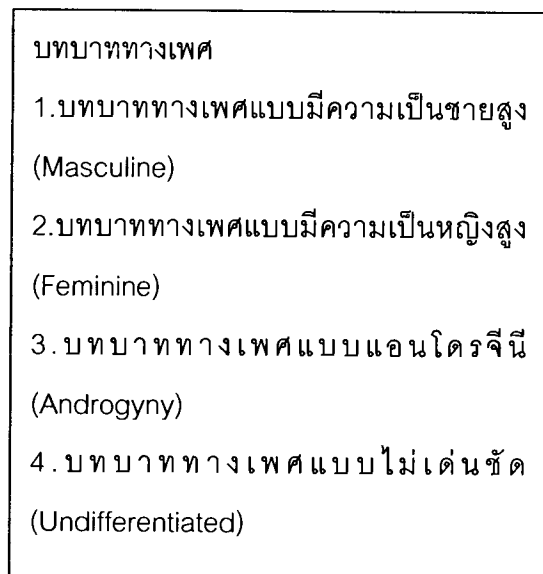 บทบาททางเพศ
1.บทบาททางเพศแบบมีความเป็นชายสูง
(Masculine)
2.บทบาททางเพศแบบมีความเป็นหญิงสูง
(Feminine)
3.บทบาททางเพศแบบแอนโดรจีนี
(Androgyny)
4.บทบาททางเพศแบบไม่เด่นชัด
(Undifferentiated)